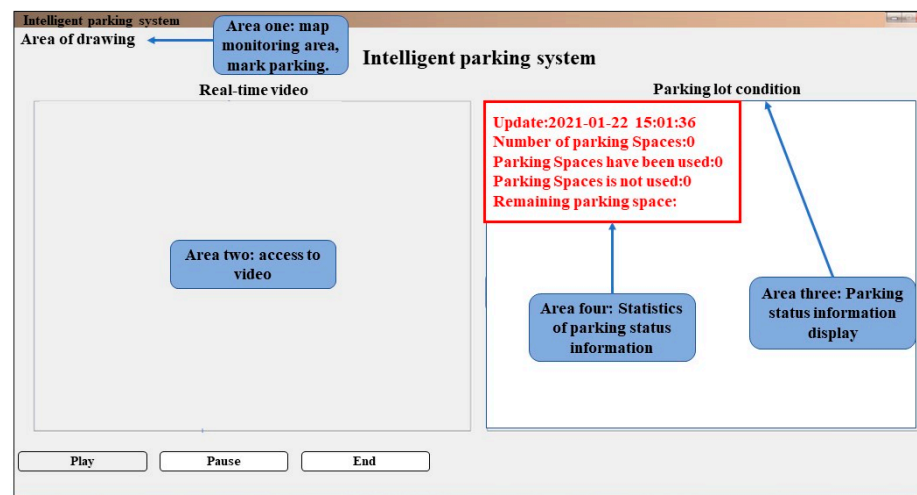 Intelligent parking system
Area of drawing
Area one: map
monitoring area,
mark parking.
Intelligent parking system
Real-time video
Parking lot condition
Update:2021-01-22 15:01:36
Number of parking Spaces:0
Parking Spaces have been used:0
Parking Spaces is not used:0
Remaining parking space:
Area two: access to
video
Area four: Statistics
of parking status
information
Area three: Parking
status information
display
Play
Pause
End